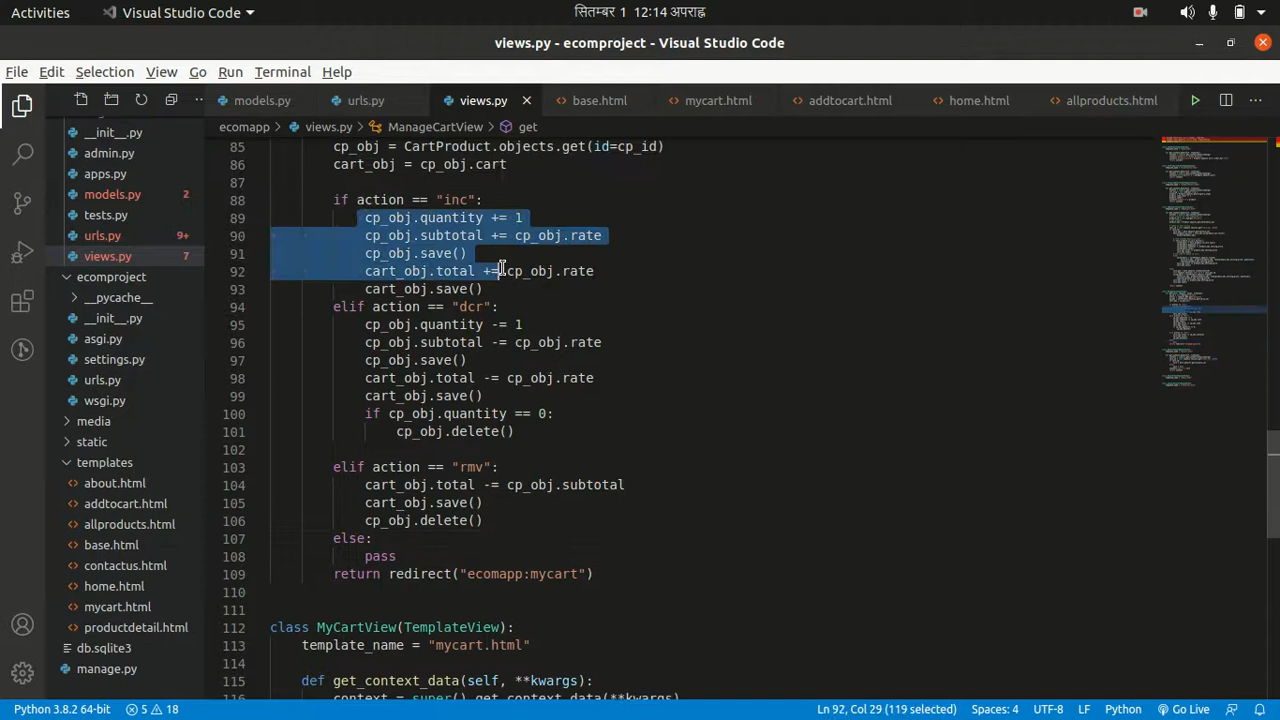 Activities Visual Studio Code सितम्बर 1 12:14 अपराह्न
views.py - ecomproject - Visual Studio Code
File Edit Selection View Go Run Terminal Help
models.py urls.py views.py base.html mycart.html addtocart.html home.html allproducts.html
ecomapp views.py ManageCartView get
__init__.py
admin.py
apps.py
models.py 2
tests.py
urls.py 9+
views.py 7
ecomproject
__pycache__
__init__.py
asgi.py
settings.py
urls.py
wsgi.py
media
static
templates
about.html
addtocart.html
allproducts.html
base.html
contactus.html
home.html
mycart.html
productdetail.html
db.sqlite3
manage.py
85 cp_obj = CartProduct.objects.get(id=cp_id)
86 cart_obj = cp_obj.cart
87
88 if action == "inc":
89 cp_obj.quantity += 1
90 cp_obj.subtotal += cp_obj.rate
91 cp_obj.save()
92 cart_obj.total += cp_obj.rate
93 cart_obj.save()
94 elif action == "dcr":
95 cp_obj.quantity -= 1
96 cp_obj.subtotal -= cp_obj.rate
97 cp_obj.save()
98 cart_obj.total -= cp_obj.rate
99 cart_obj.save()
100 if cp_obj.quantity == 0:
101 cp_obj.delete()
102
103 elif action == "rmv":
104 cart_obj.total -= cp_obj.subtotal
105 cart_obj.save()
106 cp_obj.delete()
107 else:
108 pass
109 return redirect("ecomapp:mycart")
110
111
112 class MyCartView(TemplateView):
113 template_name = "mycart.html"
114
115 def get_context_data(self, **kwargs):
116 context = super().get_context_data(**kwargs)
Python 3.8.2 64-bit 5 18 Ln 92, Col 29 (119 selected) Spaces: 4 UTF-8 LF Python Go Live